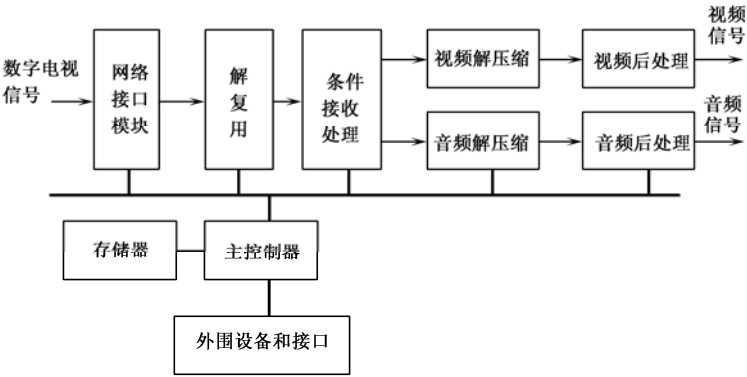 数字电视
信号
网络
接口
模块
解
复
用
条件
接收
处理
视频解压缩
视频后处理
视频
信号
音频解压缩
音频后处理
音频
信号
存储器
主控制器
外围设备和接口